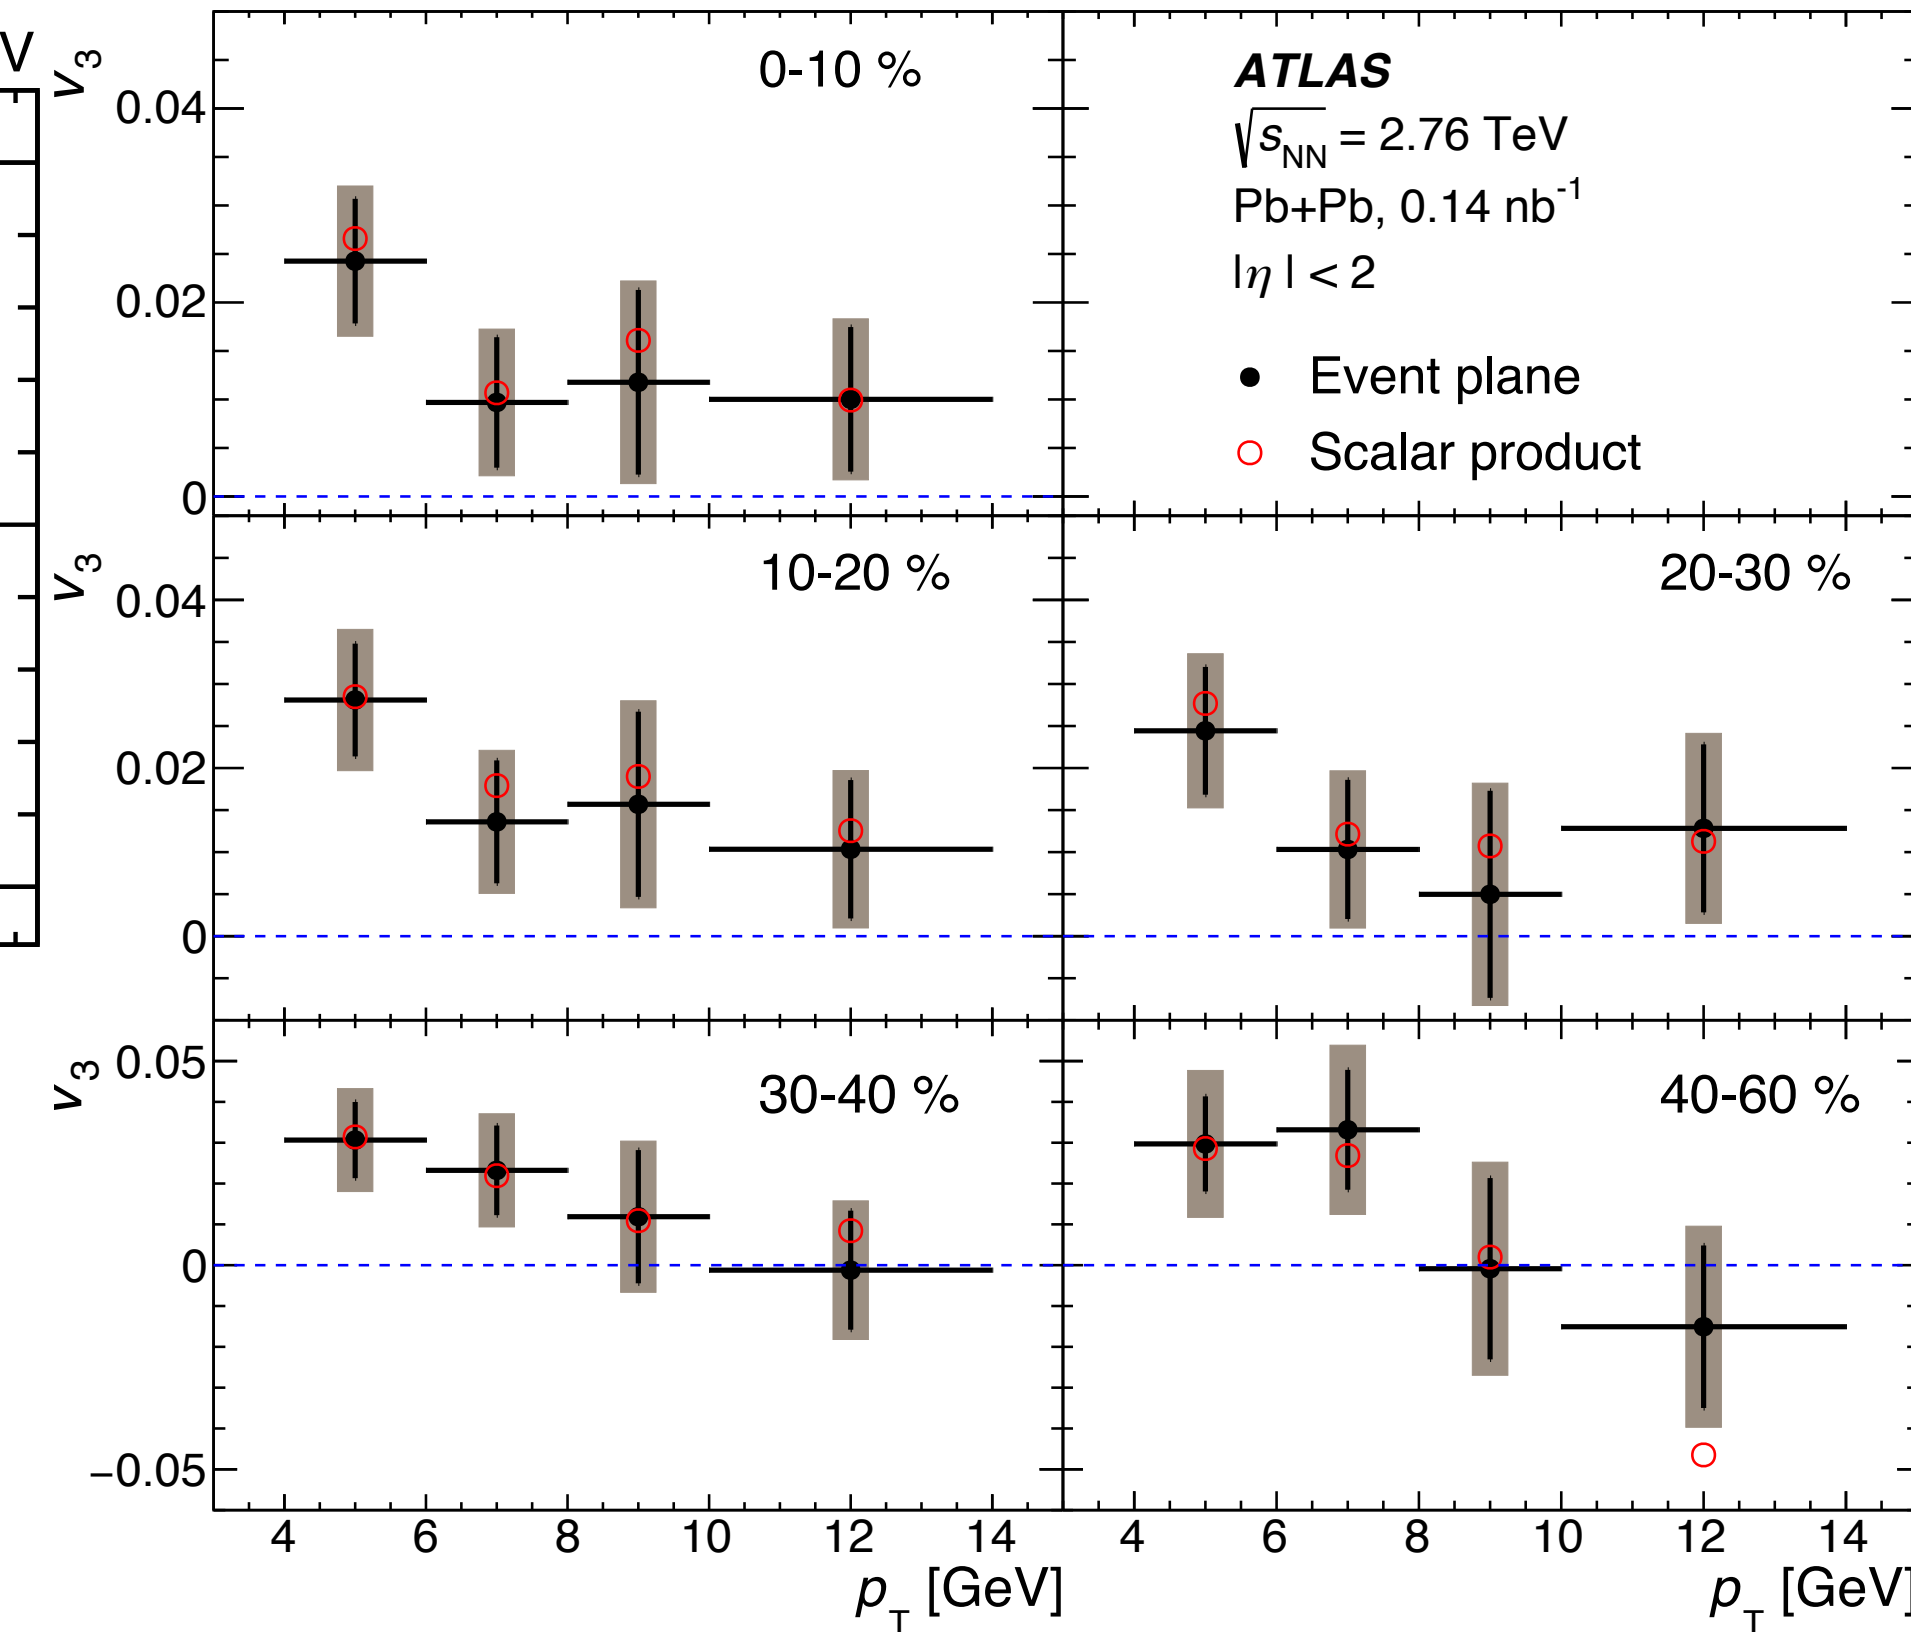 V
v3
0-10 %
0.04
0.02
0
ATLAS
√sNN = 2.76 TeV
Pb+Pb, 0.14 nb-1
|η| < 2
Event plane
Scalar product
v3
10-20 %
0.04
0.02
0
20-30 %
v3
30-40 %
0.05
0
−0.05
40-60 %
4 6 8 10 12 14
pT [GeV]
4 6 8 10 12 14
pT [GeV]